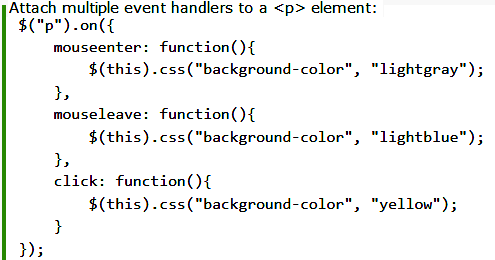 Attach multiple event handlers to a <p> element:
$("p").on({
    mouseenter: function(){
        $(this).css("background-color", "lightgray");
    },
    mouseleave: function(){
        $(this).css("background-color", "lightblue");
    },
    click: function(){
        $(this).css("background-color", "yellow");
    }
});